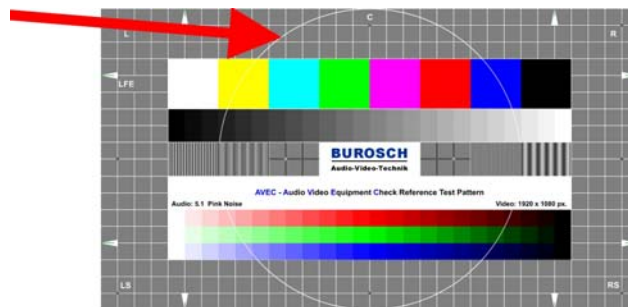 C
L R
LFE
BUROSCH
Audio-Video-Technik
AVEC - Audio Video Equipment Check Reference Test Pattern
Audio: 5.1 Pink Noise Video: 1920 x 1080 px.
LS RS